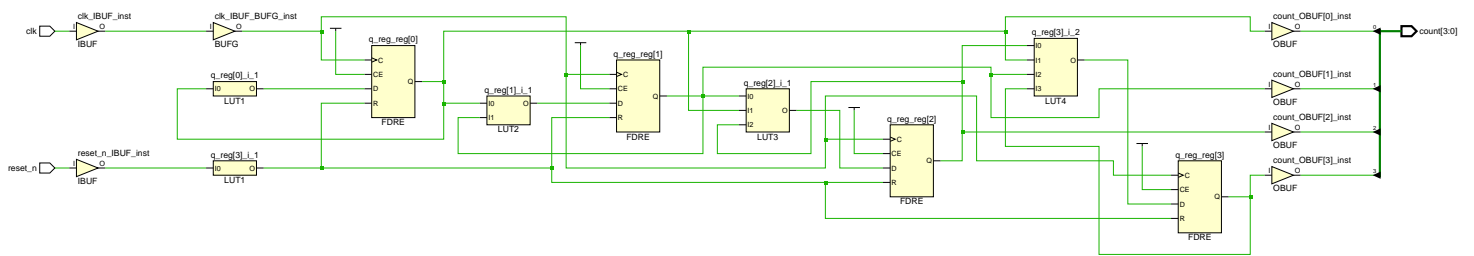 clk
clk_IBUF_inst
I
O
IBUF
clk_IBUF_BUFG_inst
I
O
BUFG
q_reg[0]_i_1
I0
O
LUT1
q_reg_reg[0]
C
CE
D
R
Q
FDRE
reset_n
reset_n_IBUF_inst
I
O
IBUF
q_reg[3]_i_1
I0
O
LUT1
q_reg[1]_i_1
I0
I1
O
LUT2
q_reg_reg[1]
C
CE
D
R
Q
FDRE
q_reg[2]_i_1
I0
I1
I2
O
LUT3
q_reg_reg[2]
C
CE
D
R
Q
FDRE
q_reg[3]_i_2
I0
I1
I2
I3
O
LUT4
q_reg_reg[3]
C
CE
D
R
Q
FDRE
count_OBUF[0]_inst
I
O
OBUF
0
count[3:0]
count_OBUF[1]_inst
I
O
OBUF
1
count_OBUF[2]_inst
I
O
OBUF
2
count_OBUF[3]_inst
I
O
OBUF
3